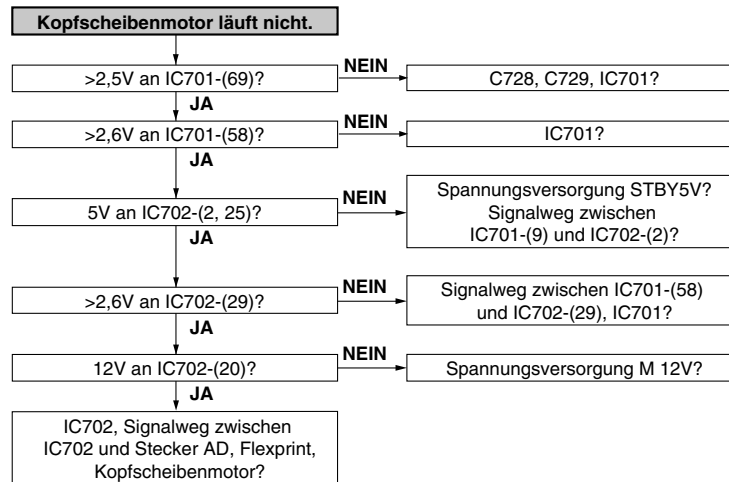 Kopfscheibenmotor läuft nicht.
>2,5V an IC701-(69)?
NEIN
C728, C729, IC701?
JA
>2,6V an IC701-(58)?
NEIN
IC701?
JA
5V an IC702-(2, 25)?
NEIN
Spannungsversorgung STBY5V?
Signalweg zwischen
IC701-(9) und IC702-(2)?
JA
>2,6V an IC702-(29)?
NEIN
Signalweg zwischen IC701-(58)
und IC702-(29), IC701?
JA
12V an IC702-(20)?
NEIN
Spannungsversorgung M 12V?
JA
IC702, Signalweg zwischen
IC702 und Stecker AD, Flexprint,
Kopfscheibenmotor?